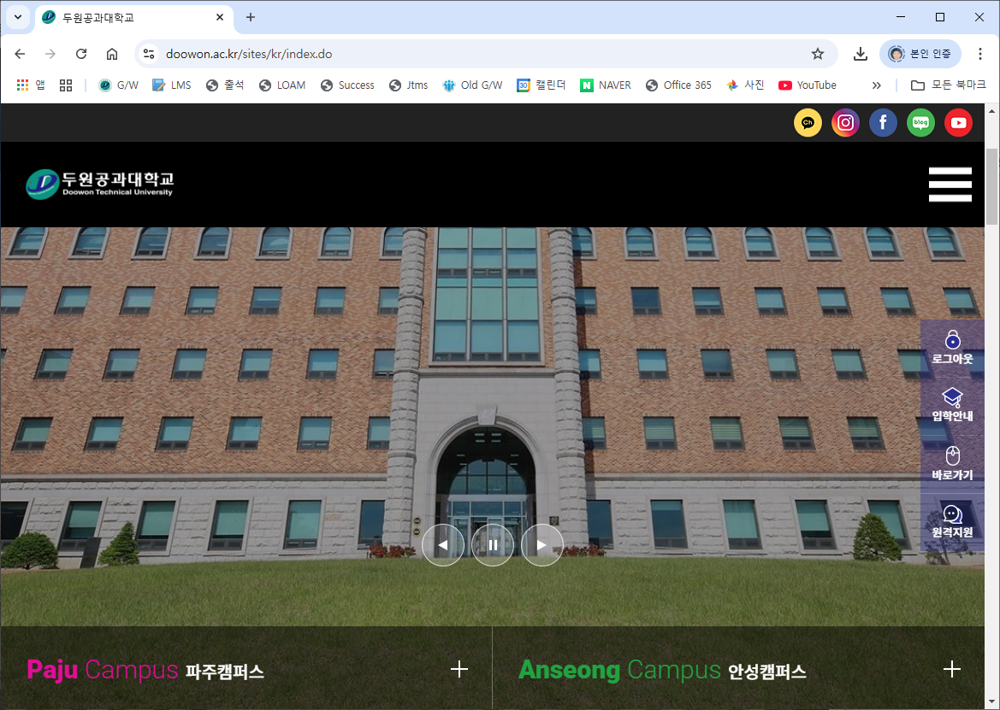 두원공과대학교
doowon.ac.kr/sites/kr/index.do
본인 인증
앱
G/W
LMS
출석
LOAM
Success
Jtms
Old G/W
30
캘린더
N
NAVER
Office 365
사진
YouTube
모든 북마크
Ch
f
blog
두원공과대학교
Doowon Technical University
로그아웃
입학안내
바로가기
원격지원
Paju Campus 파주캠퍼스
Anseong Campus 안성캠퍼스